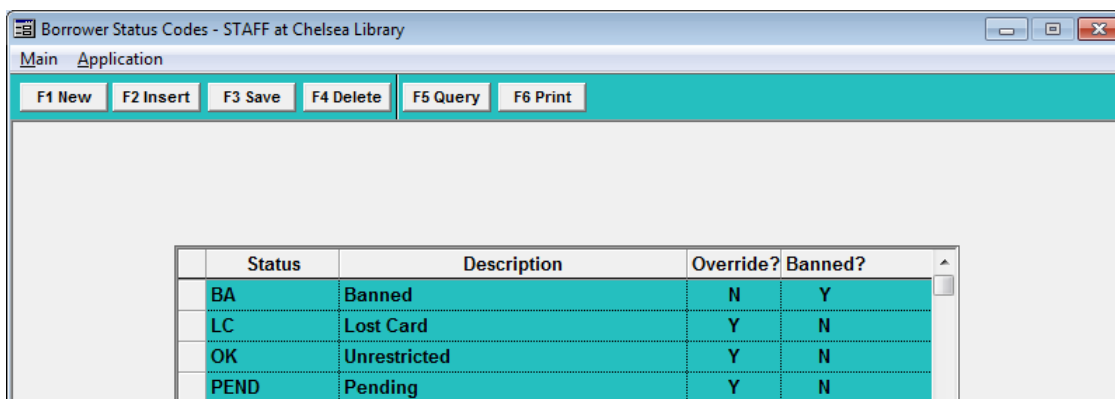 Borrower Status Codes - STAFF at Chelsea Library
Main Application
F1 New F2 Insert F3 Save F4 Delete F5 Query F6 Print
Status Description Override? Banned?
BA Banned N Y
LC Lost Card Y N
OK Unrestricted Y N
PEND Pending Y N